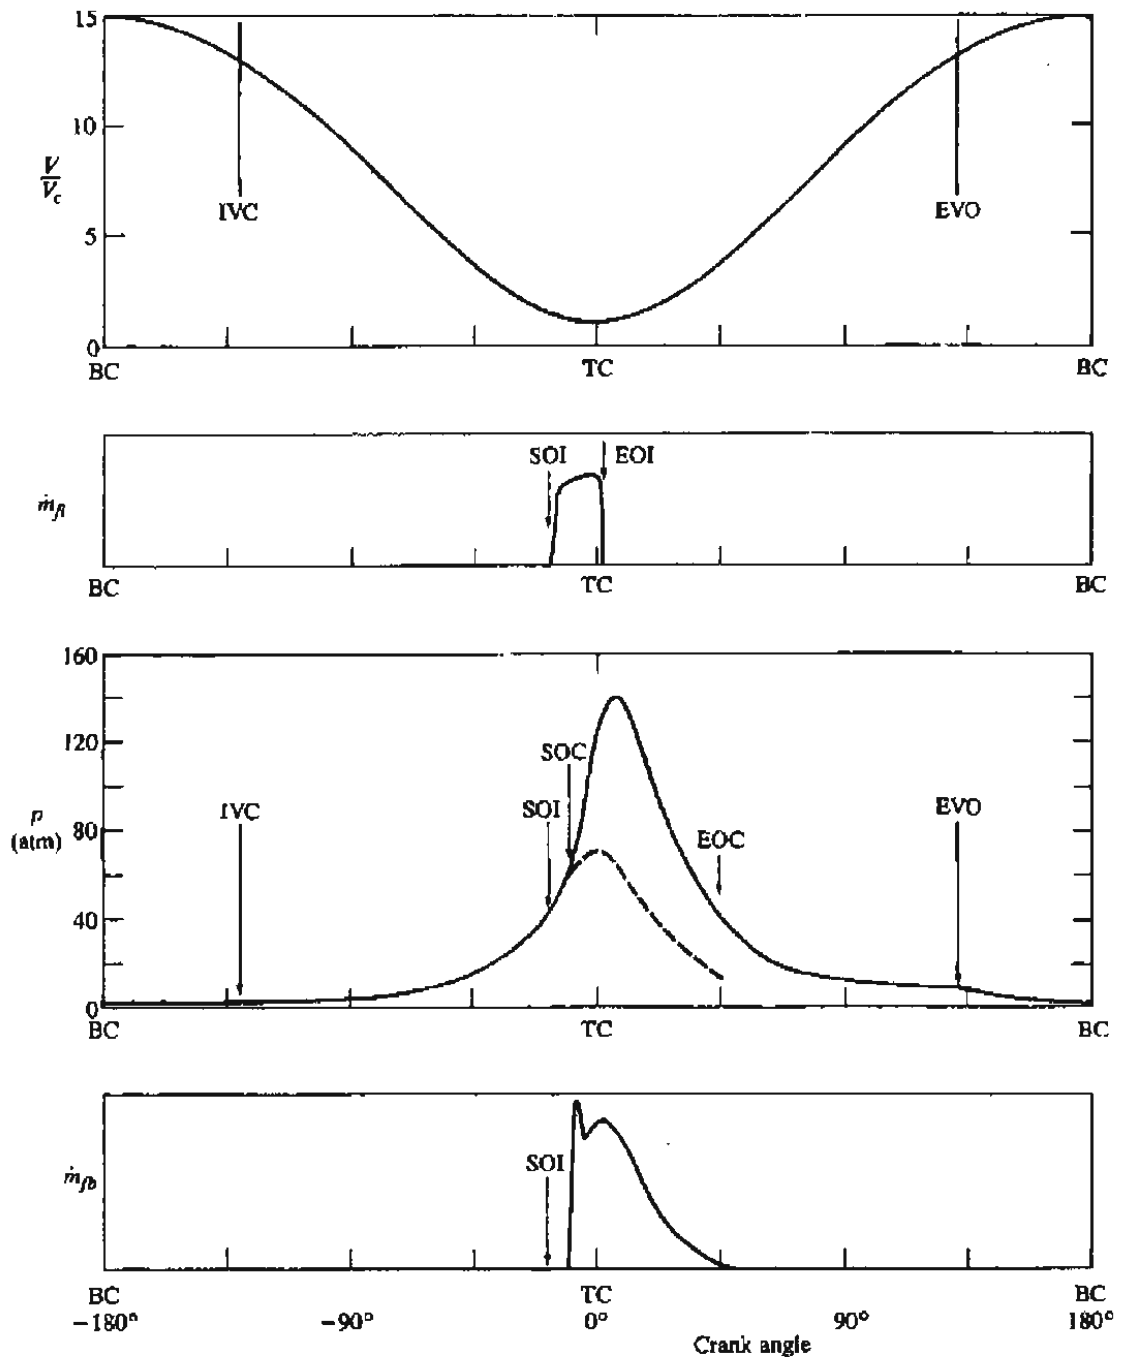 15
10
V
V_c
5
0
IVC
EVO
BC TC BC
SOI EOI
ṁ_fi
BC TC BC
160
120
80
40
0
p
(atm)
IVC
SOI
SOC
EOC
EVO
BC TC BC
ṁ_fb
SOI
BC TC BC
−180° −90° 0° 90° 180°
Crank angle